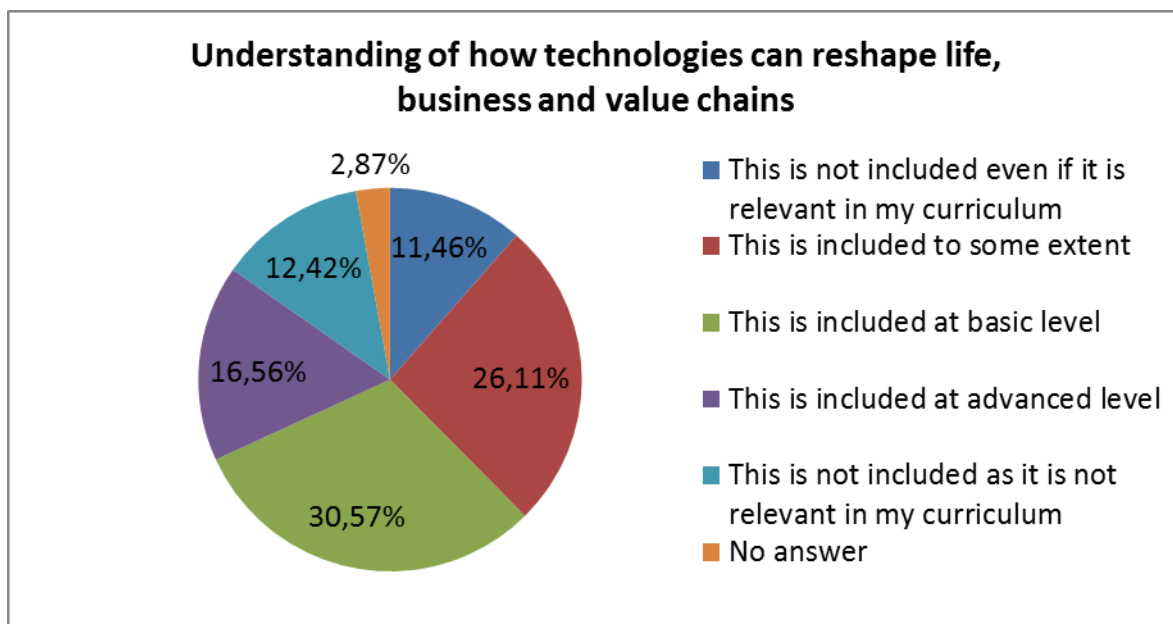 Understanding of how technologies can reshape life,
business and value chains
2,87%
11,46%
12,42%
26,11%
16,56%
30,57%
This is not included even if it is
relevant in my curriculum
This is included to some extent
This is included at basic level
This is included at advanced level
This is not included as it is not
relevant in my curriculum
No answer